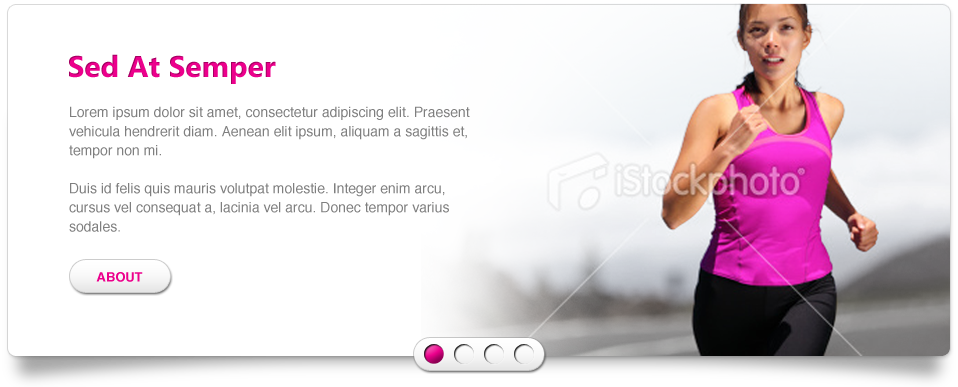 Sed At Semper
Lorem ipsum dolor sit amet, consectetur adipiscing elit. Praesent
vehicula hendrerit diam. Aenean elit ipsum, aliquam a sagittis et,
tempor non mi.
Duis id felis quis mauris volutpat molestie. Integer enim arcu,
cursus vel consequat a, lacinia vel arcu. Donec tempor varius
sodales.
ABOUT
iStockphoto